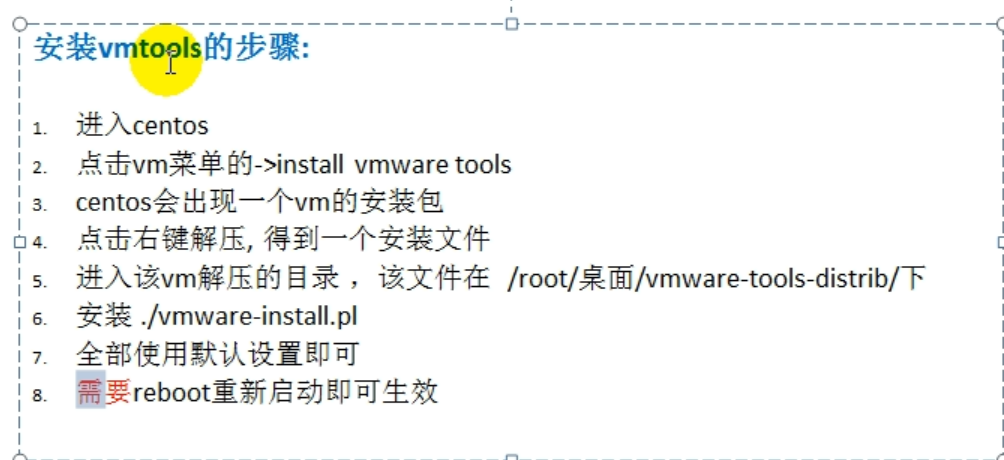 安装vmtools的步骤:
1. 进入centos
2. 点击vm菜单的->install vmware tools
3. centos会出现一个vm的安装包
4. 点击右键解压, 得到一个安装文件
5. 进入该vm解压的目录 ，该文件在 /root/桌面/vmware-tools-distrib/下
6. 安装 ./vmware-install.pl
7. 全部使用默认设置即可
8. 需要reboot重新启动即可生效